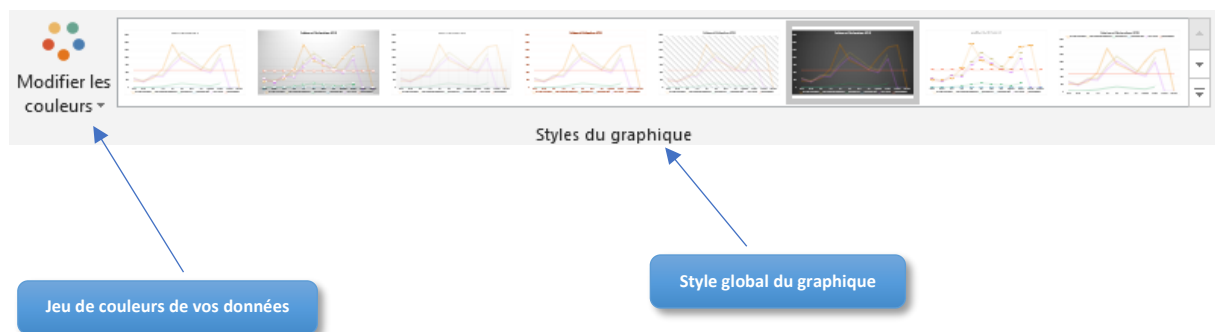 Modifier les
couleurs
Styles du graphique
Style global du graphique
Jeu de couleurs de vos données